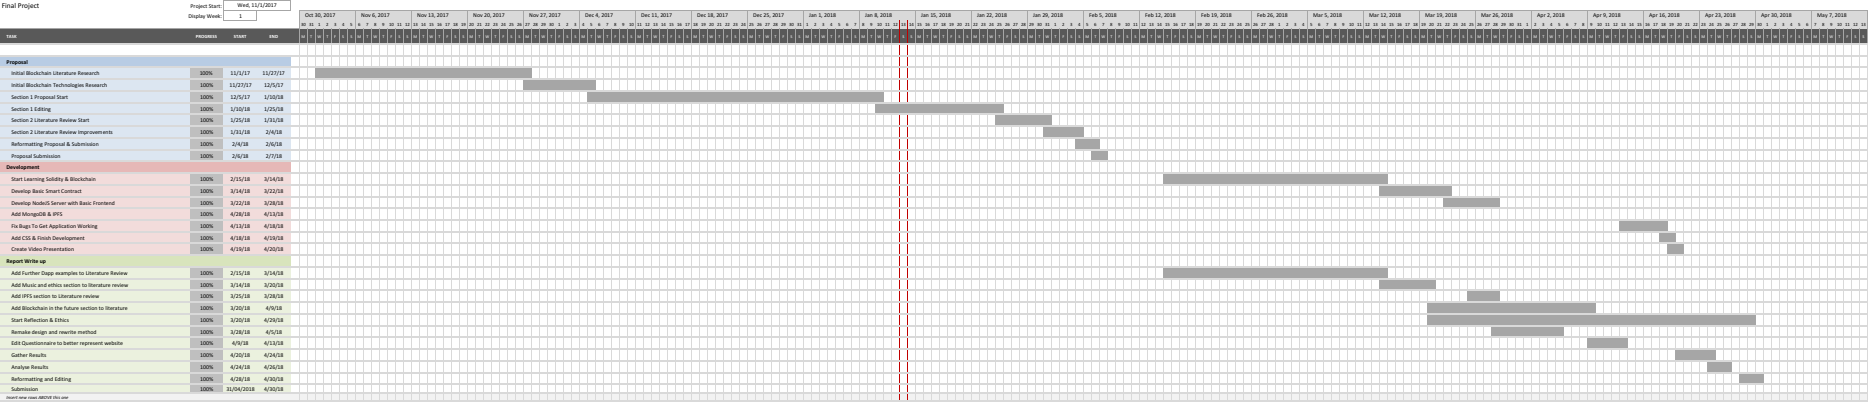 Final Project
Project Start: Wed, 11/1/2017
Display Week: 1
Oct 30, 2017 Nov 6, 2017 Nov 13, 2017 Nov 20, 2017 Nov 27, 2017 Dec 4, 2017 Dec 11, 2017 Dec 18, 2017 Dec 25, 2017 Jan 1, 2018 Jan 8, 2018 Jan 15, 2018 Jan 22, 2018 Jan 29, 2018 Feb 5, 2018 Feb 12, 2018 Feb 19, 2018 Feb 26, 2018 Mar 5, 2018 Mar 12, 2018 Mar 19, 2018 Mar 26, 2018 Apr 2, 2018 Apr 9, 2018 Apr 16, 2018 Apr 23, 2018 Apr 30, 2018 May 7, 2018
TASK PROGRESS START END
Proposal
Initial Blockchain Literature Research 100% 11/1/17 11/27/17
Initial Blockchain Technologies Research 100% 11/27/17 12/5/17
Section 1 Proposal Start 100% 12/5/17 1/10/18
Section 1 Editing 100% 1/10/18 1/25/18
Section 2 Literature Review Start 100% 1/25/18 1/31/18
Section 2 Literature Review Improvements 100% 1/31/18 2/4/18
Reformatting Proposal & Submission 100% 2/4/18 2/6/18
Proposal Submission 100% 2/6/18 2/7/18
Development
Start Learning Solidity & Blockchain 100% 2/15/18 3/14/18
Develop Basic Smart Contract 100% 3/14/18 3/22/18
Develop NodeJS Server with Basic Frontend 100% 3/22/18 3/28/18
Add MongoDB & IPFS 100% 4/28/18 4/13/18
Fix Bugs To Get Application Working 100% 4/13/18 4/18/18
Add CSS & Finish Development 100% 4/18/18 4/19/18
Create Video Presentation 100% 4/19/18 4/20/18
Report Write up
Add Further Dapp examples to Literature Review 100% 2/15/18 3/14/18
Add Music and ethics section to literature review 100% 3/14/18 3/20/18
Add IPFS section to Literature review 100% 3/25/18 3/28/18
Add Blockchain in the future section to literature 100% 3/20/18 4/9/18
Start Reflection & Ethics 100% 3/20/18 4/29/18
Remake design and rewrite method 100% 3/28/18 4/5/18
Edit Questionnaire to better represent website 100% 4/9/18 4/13/18
Gather Results 100% 4/20/18 4/24/18
Analyse Results 100% 4/24/18 4/26/18
Reformatting and Editing 100% 4/28/18 4/30/18
Submission 100% 31/04/2018 4/30/18
Insert new rows ABOVE this one